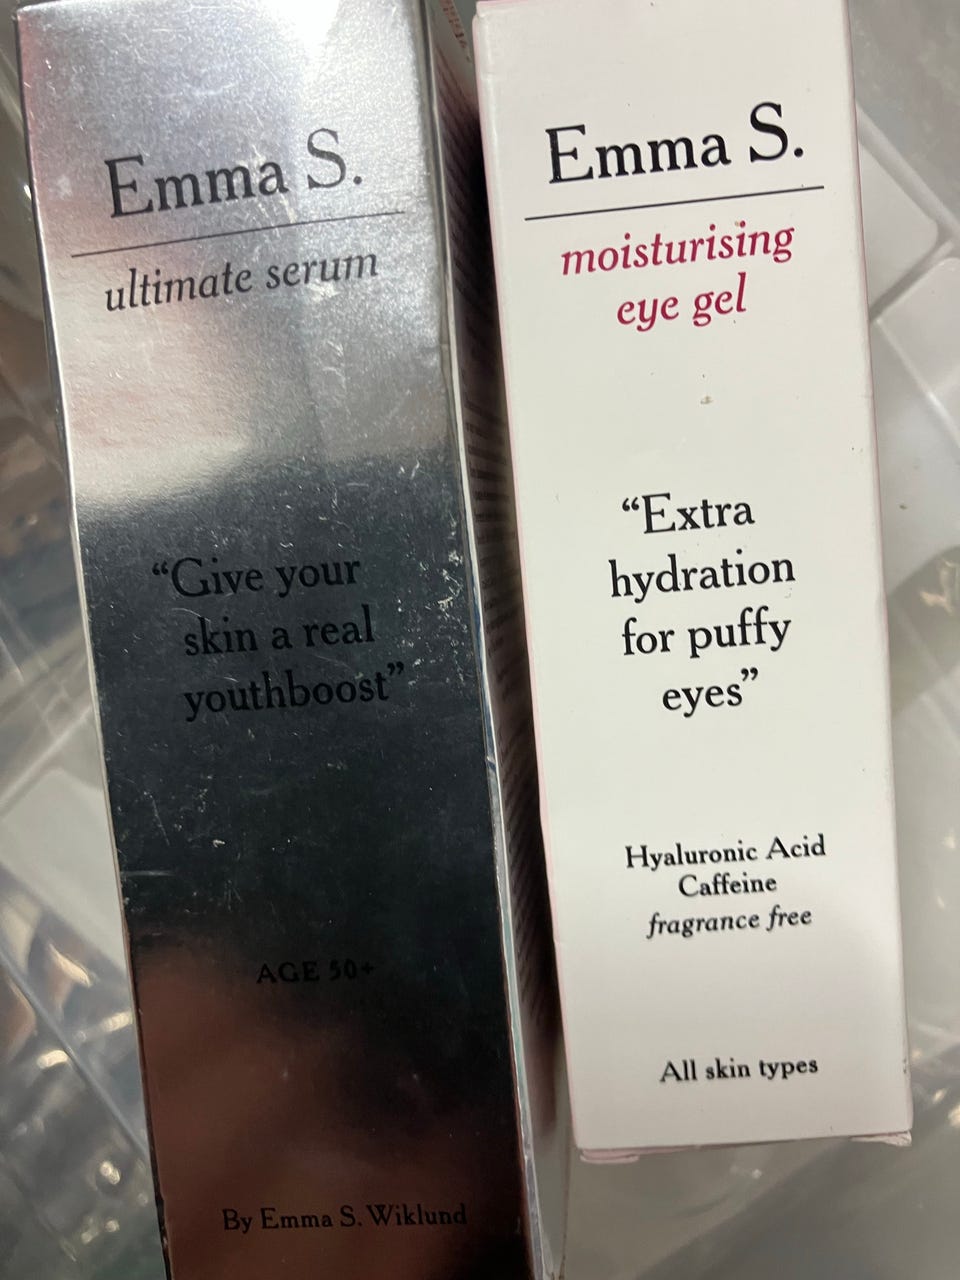 Emma S.
ultimate serum
“Give your
skin a real
youthboost”
AGE 50+
By Emma S. Wiklund
Emma S.
moisturising
eye gel
“Extra
hydration
for puffy
eyes”
Hyaluronic Acid
Caffeine
fragrance free
All skin types